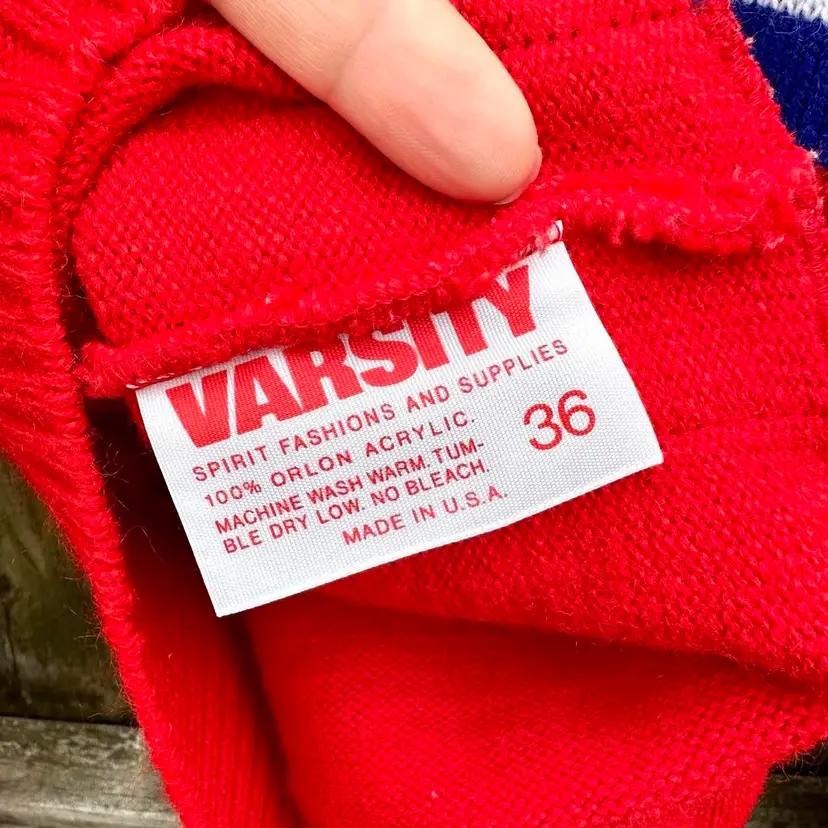 VARSITY
SPIRIT FASHIONS AND SUPPLIES
100% ORLON ACRYLIC.
MACHINE WASH WARM. TUM-
BLE DRY LOW. NO BLEACH.
MADE IN U.S.A.
36